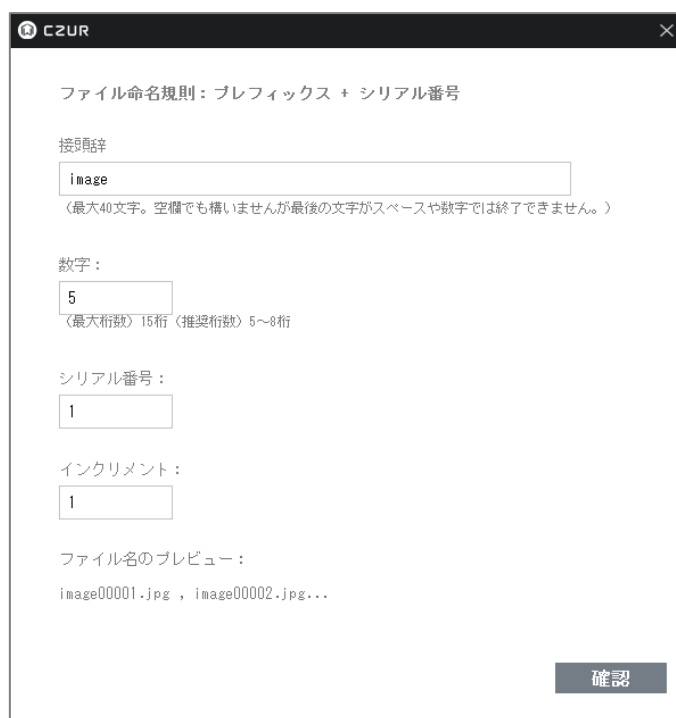 CZUR
ファイル命名規則：プレフィックス + シリアル番号
接頭辞
image
（最大40文字。空欄でも構いませんが最後の文字がスペースや数字では終了できません。）
数字：
5
（最大桁数）15桁（推奨桁数）5～8桁
シリアル番号：
1
インクリメント：
1
ファイル名のプレビュー：
image00001.jpg , image00002.jpg...
確認